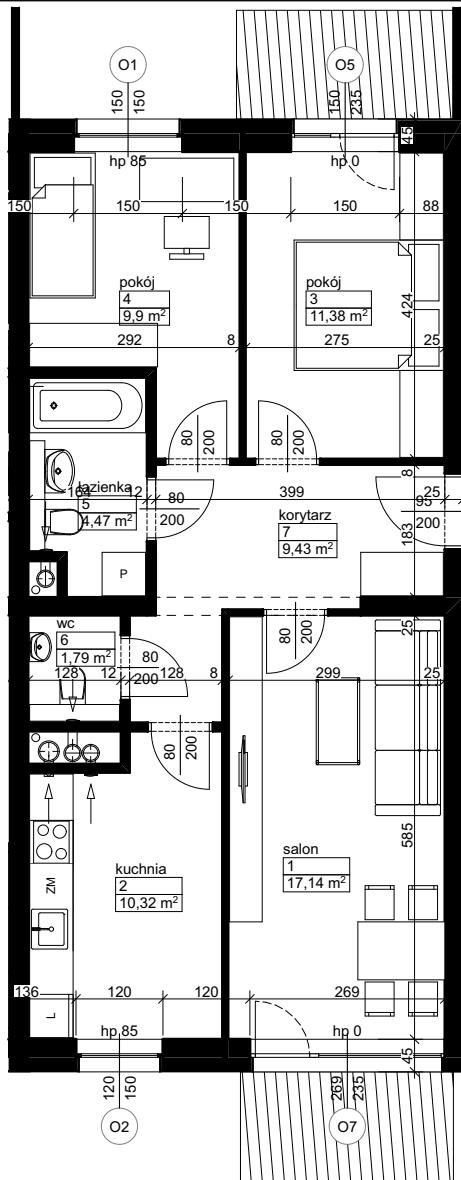 O1
O5
150
150
150
235
45
hp 85
hp 0
150
150
150
150
88
pokój
4
9,9 m²
pokój
3
11,38 m²
424
292
8
275
25
80
200
80
200
8
łazienka
5
4,47 m²
164
12
80
200
399
25
95
200
korytarz
7
9,43 m²
183
P
wc
6
1,79 m²
128
12
80
200
128
8
80
200
299
25
25
80
200
585
salon
1
17,14 m²
kuchnia
2
10,32 m²
ZM
L
136
120
120
269
hp 85
hp 0
45
120
150
269
235
O2
O7